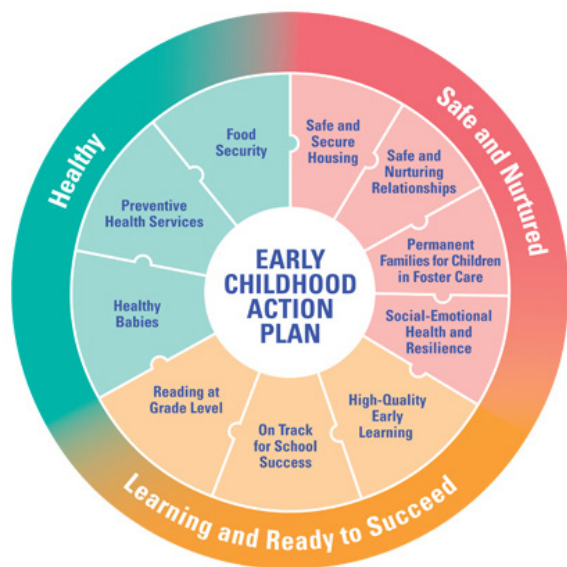 Healthy
Safe and Nurtured
Learning and Ready to Succeed
EARLY
CHILDHOOD
ACTION
PLAN
Food
Security
Safe and
Secure
Housing
Safe and
Nurturing
Relationships
Permanent
Families for Children
in Foster Care
Social-Emotional
Health and
Resilience
High-Quality
Early
Learning
On Track
for School
Success
Reading at
Grade Level
Healthy
Babies
Preventive
Health Services